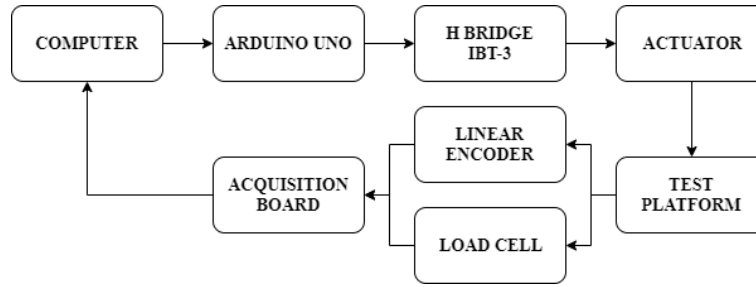 COMPUTER
ARDUINO UNO
H BRIDGE
IBT-3
ACTUATOR
LINEAR
ENCODER
ACQUISITION
BOARD
TEST
PLATFORM
LOAD CELL